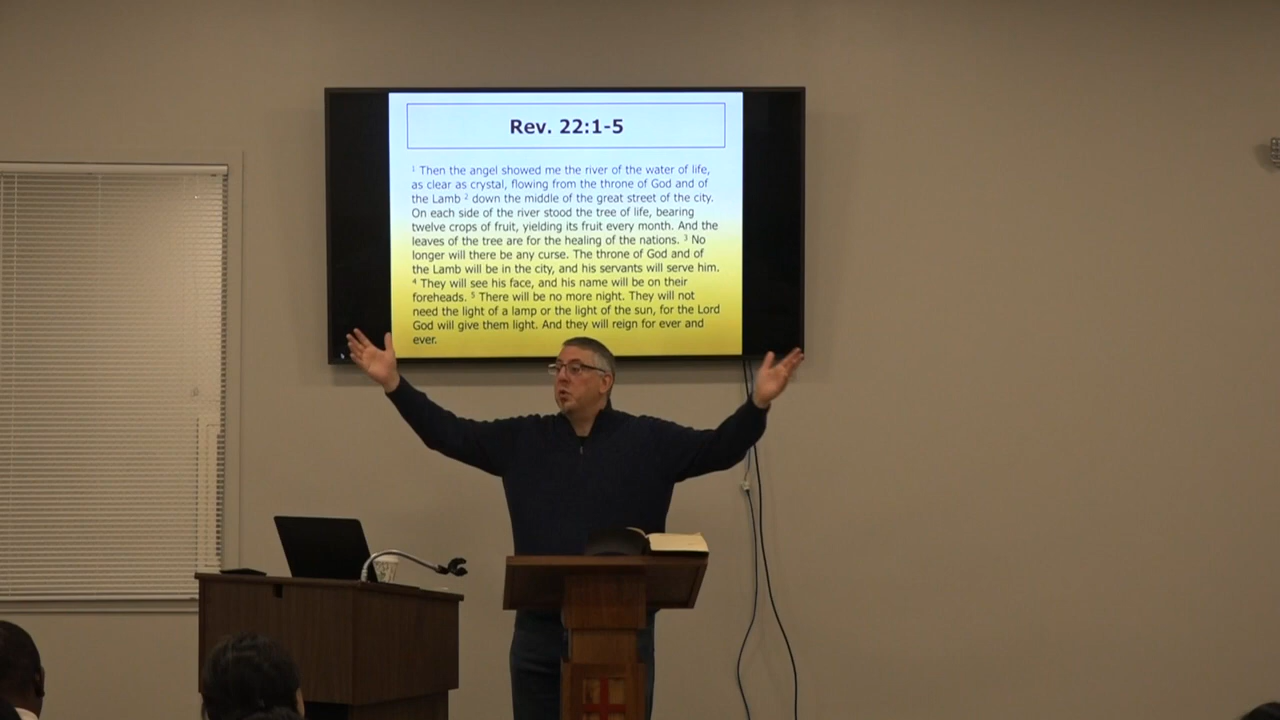 Rev. 22:1-5
¹ Then the angel showed me the river of the water of life,
as clear as crystal, flowing from the throne of God and of
the Lamb ² down the middle of the great street of the city.
On each side of the river stood the tree of life, bearing
twelve crops of fruit, yielding its fruit every month. And the
leaves of the tree are for the healing of the nations. ³ No
longer will there be any curse. The throne of God and of
the Lamb will be in the city, and his servants will serve him.
⁴ They will see his face, and his name will be on their
foreheads. ⁵ There will be no more night. They will not
need the light of a lamp or the light of the sun, for the Lord
God will give them light. And they will reign for ever and
ever.